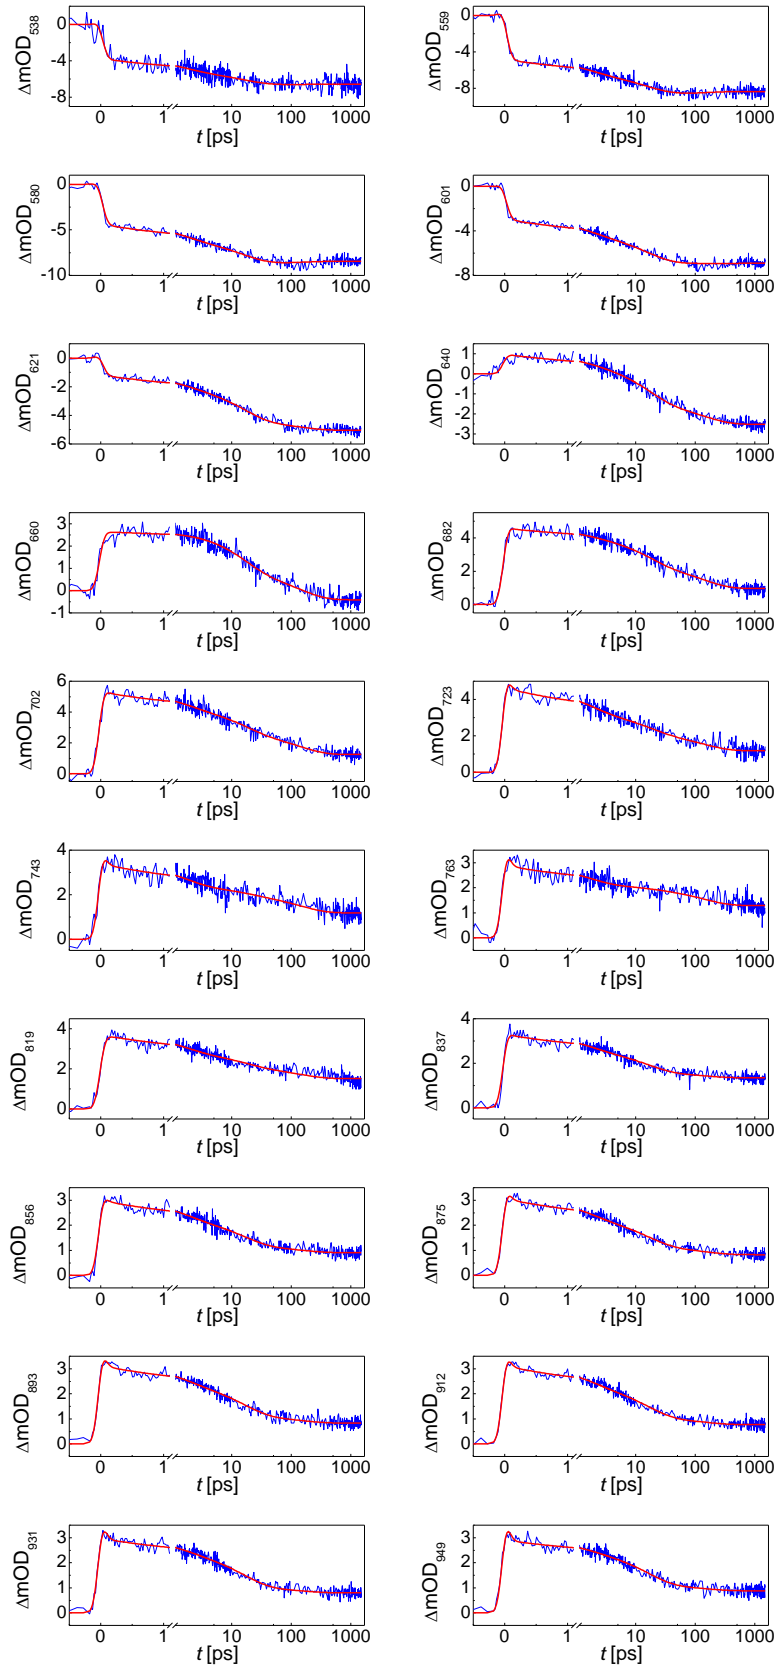 0
-4
-8
ΔmOD538
0 1 10 100 1000
t [ps]
0
-4
-8
ΔmOD559
0 1 10 100 1000
t [ps]
0
-5
-10
ΔmOD580
0 1 10 100 1000
t [ps]
0
-4
-8
ΔmOD601
0 1 10 100 1000
t [ps]
0
-2
-4
-6
ΔmOD621
0 1 10 100 1000
t [ps]
1
0
-1
-2
-3
ΔmOD640
0 1 10 100 1000
t [ps]
3
2
1
0
-1
ΔmOD660
0 1 10 100 1000
t [ps]
4
2
0
ΔmOD682
0 1 10 100 1000
t [ps]
6
4
2
0
ΔmOD702
0 1 10 100 1000
t [ps]
4
2
0
ΔmOD723
0 1 10 100 1000
t [ps]
4
2
0
ΔmOD743
0 1 10 100 1000
t [ps]
3
2
1
0
ΔmOD763
0 1 10 100 1000
t [ps]
4
2
0
ΔmOD819
0 1 10 100 1000
t [ps]
4
2
0
ΔmOD837
0 1 10 100 1000
t [ps]
3
2
1
0
ΔmOD856
0 1 10 100 1000
t [ps]
3
2
1
0
ΔmOD875
0 1 10 100 1000
t [ps]
3
2
1
0
ΔmOD893
0 1 10 100 1000
t [ps]
3
2
1
0
ΔmOD912
0 1 10 100 1000
t [ps]
3
2
1
0
ΔmOD931
0 1 10 100 1000
t [ps]
3
2
1
0
ΔmOD949
0 1 10 100 1000
t [ps]